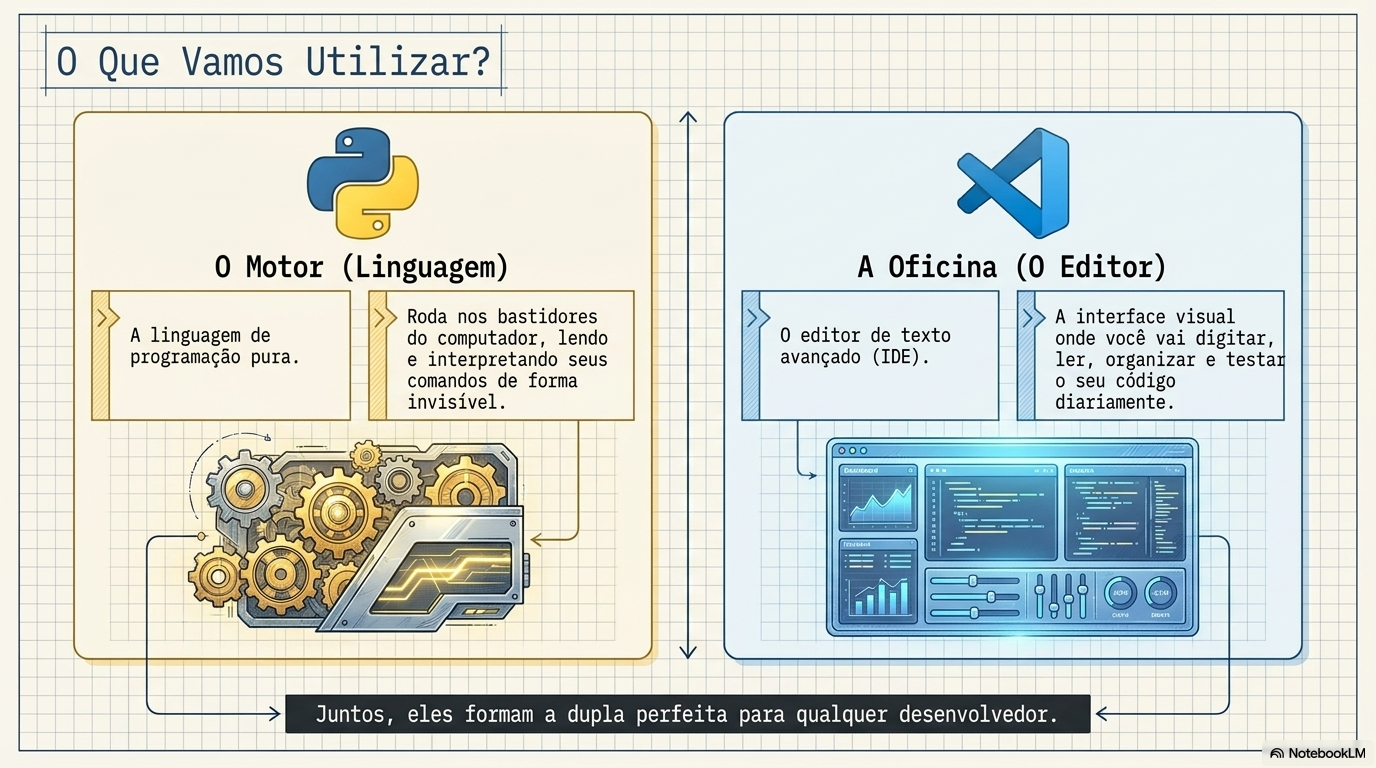 O Que Vamos Utilizar?
O Motor (Linguagem)
A linguagem de
programação pura.
Roda nos bastidores
do computador, lendo
e interpretando seus
comandos de forma
invisível.
A Oficina (O Editor)
O editor de texto
avançado (IDE).
A interface visual
onde você vai digitar,
ler, organizar e testar
o seu código
diariamente.
Juntos, eles formam a dupla perfeita para qualquer desenvolvedor.
NotebookLM